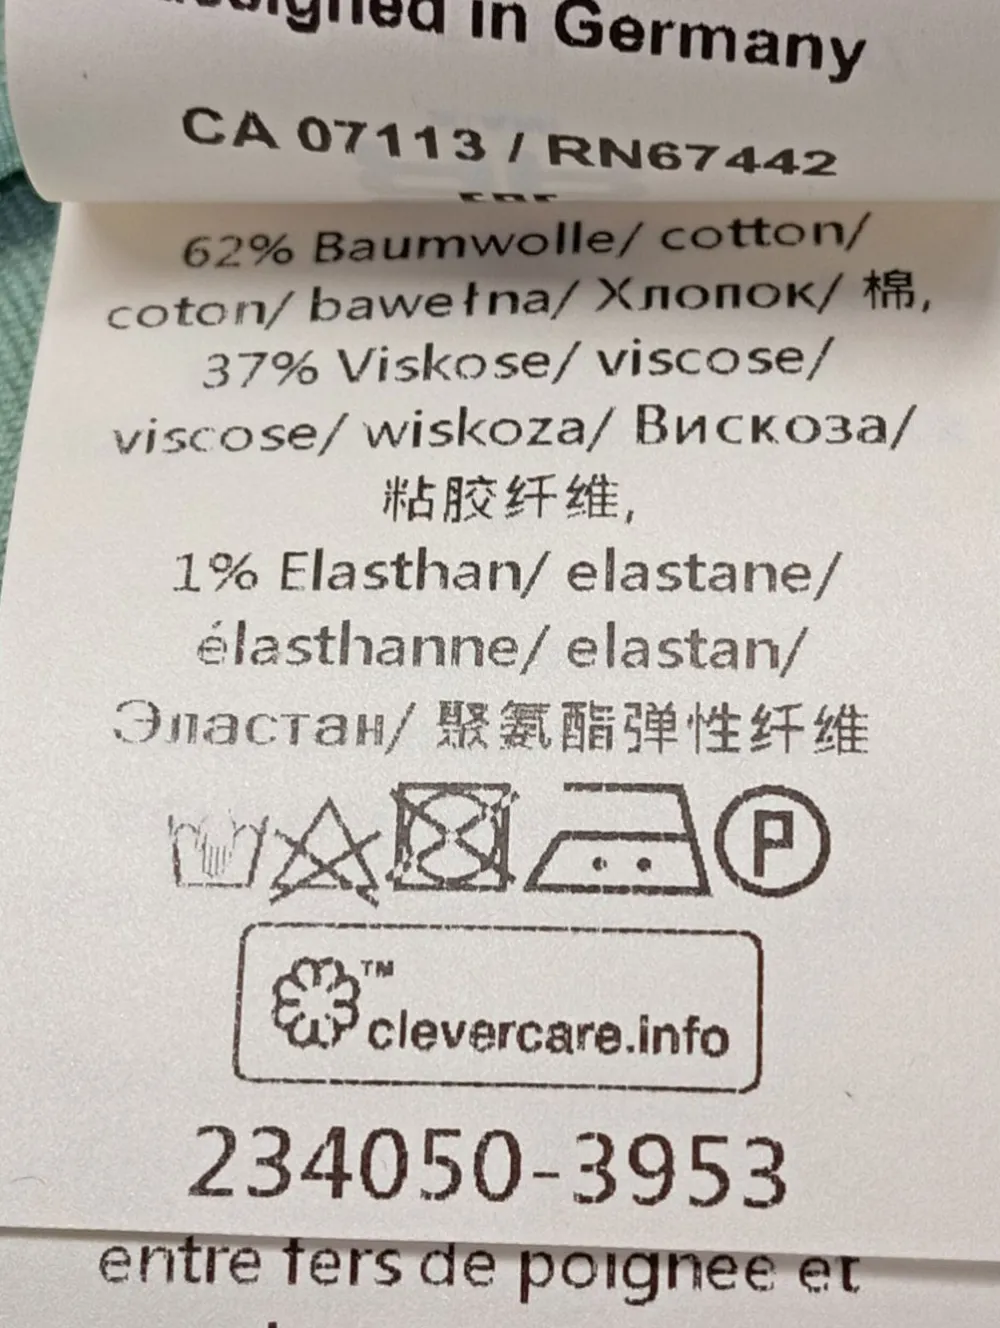 designed in Germany
CA 07113 / RN67442
62% Baumwolle/ cotton/
coton/ bawełna/ Хлопок/ 棉,
37% Viskose/ viscose/
viscose/ wiskoza/ Вискоза/
粘胶纤维,
1% Elasthan/ elastane/
élasthanne/ elastan/
Эластан/ 聚氨酯弹性纤维
P
TM
clevercare.info
234050-3953
entre fers de poignee et